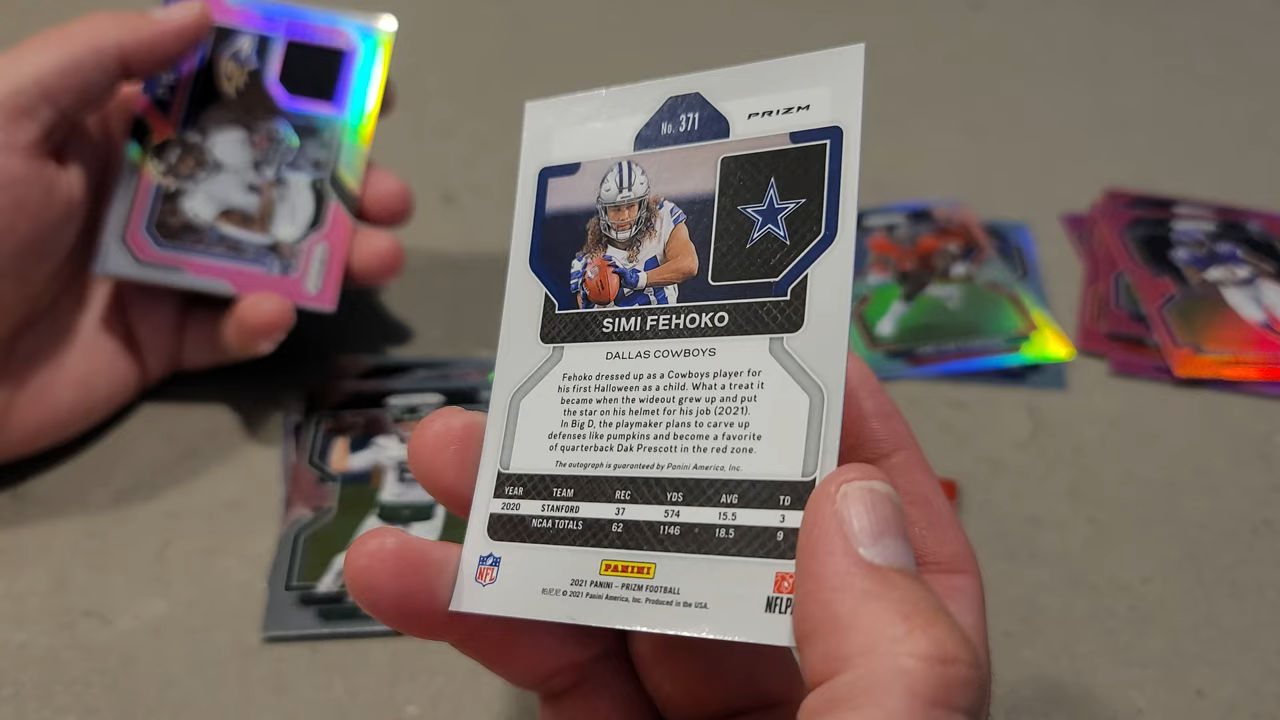 No. 371
PRIZM
SIMI FEHOKO
DALLAS COWBOYS
Fehoko dressed up as a Cowboys player for
his first Halloween as a child. What a treat it
became when the wideout grew up and put
the star on his helmet for his job (2021).
In Big D, the playmaker plans to carve up
defenses like pumpkins and become a favorite
of quarterback Dak Prescott in the red zone.
The autograph is guaranteed by Panini America, Inc.
YEAR TEAM REC YDS AVG TD
2020 STANFORD 37 574 15.5 3
NCAA TOTALS 62 1146 18.5 9
NFL
PANINI
2021 PANINI – PRIZM FOOTBALL
© 2021 Panini America, Inc. Produced in the USA.
NFLP